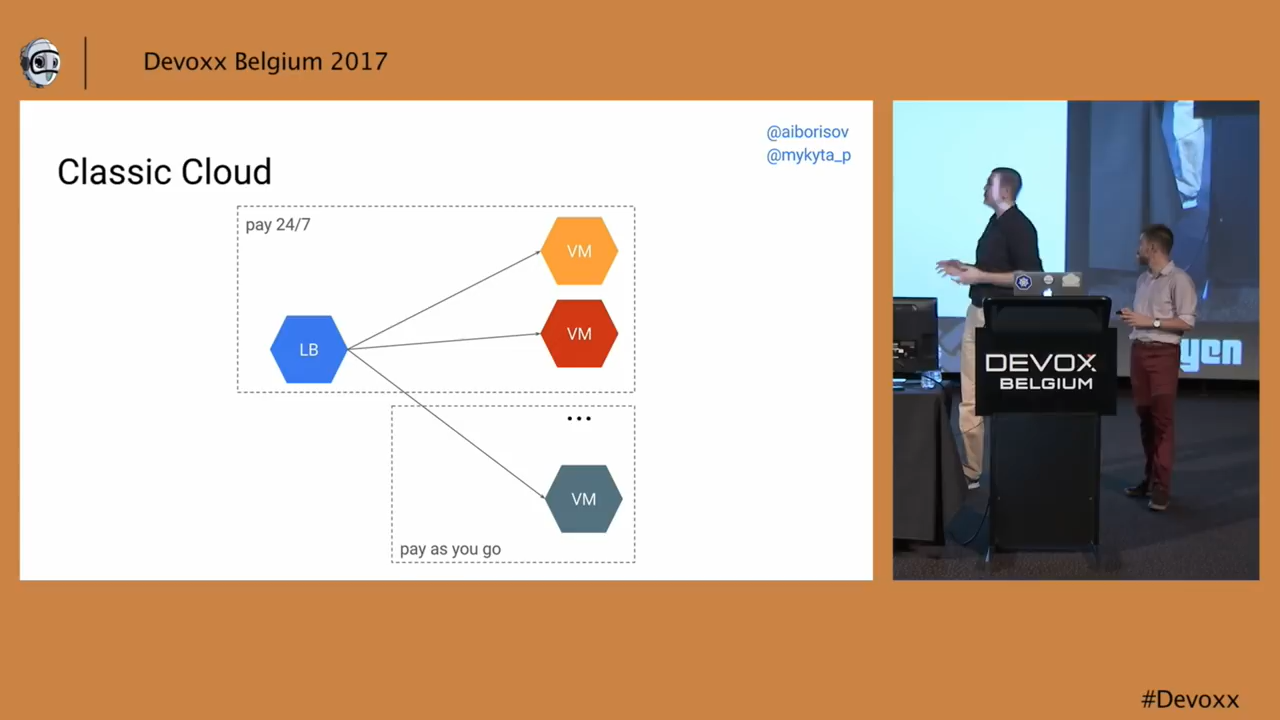 Devoxx Belgium 2017
@aiborisov
@mykyta_p
Classic Cloud
pay 24/7
VM
VM
LB
...
VM
pay as you go
DEVOXX
BELGIUM
yen
#Devoxx